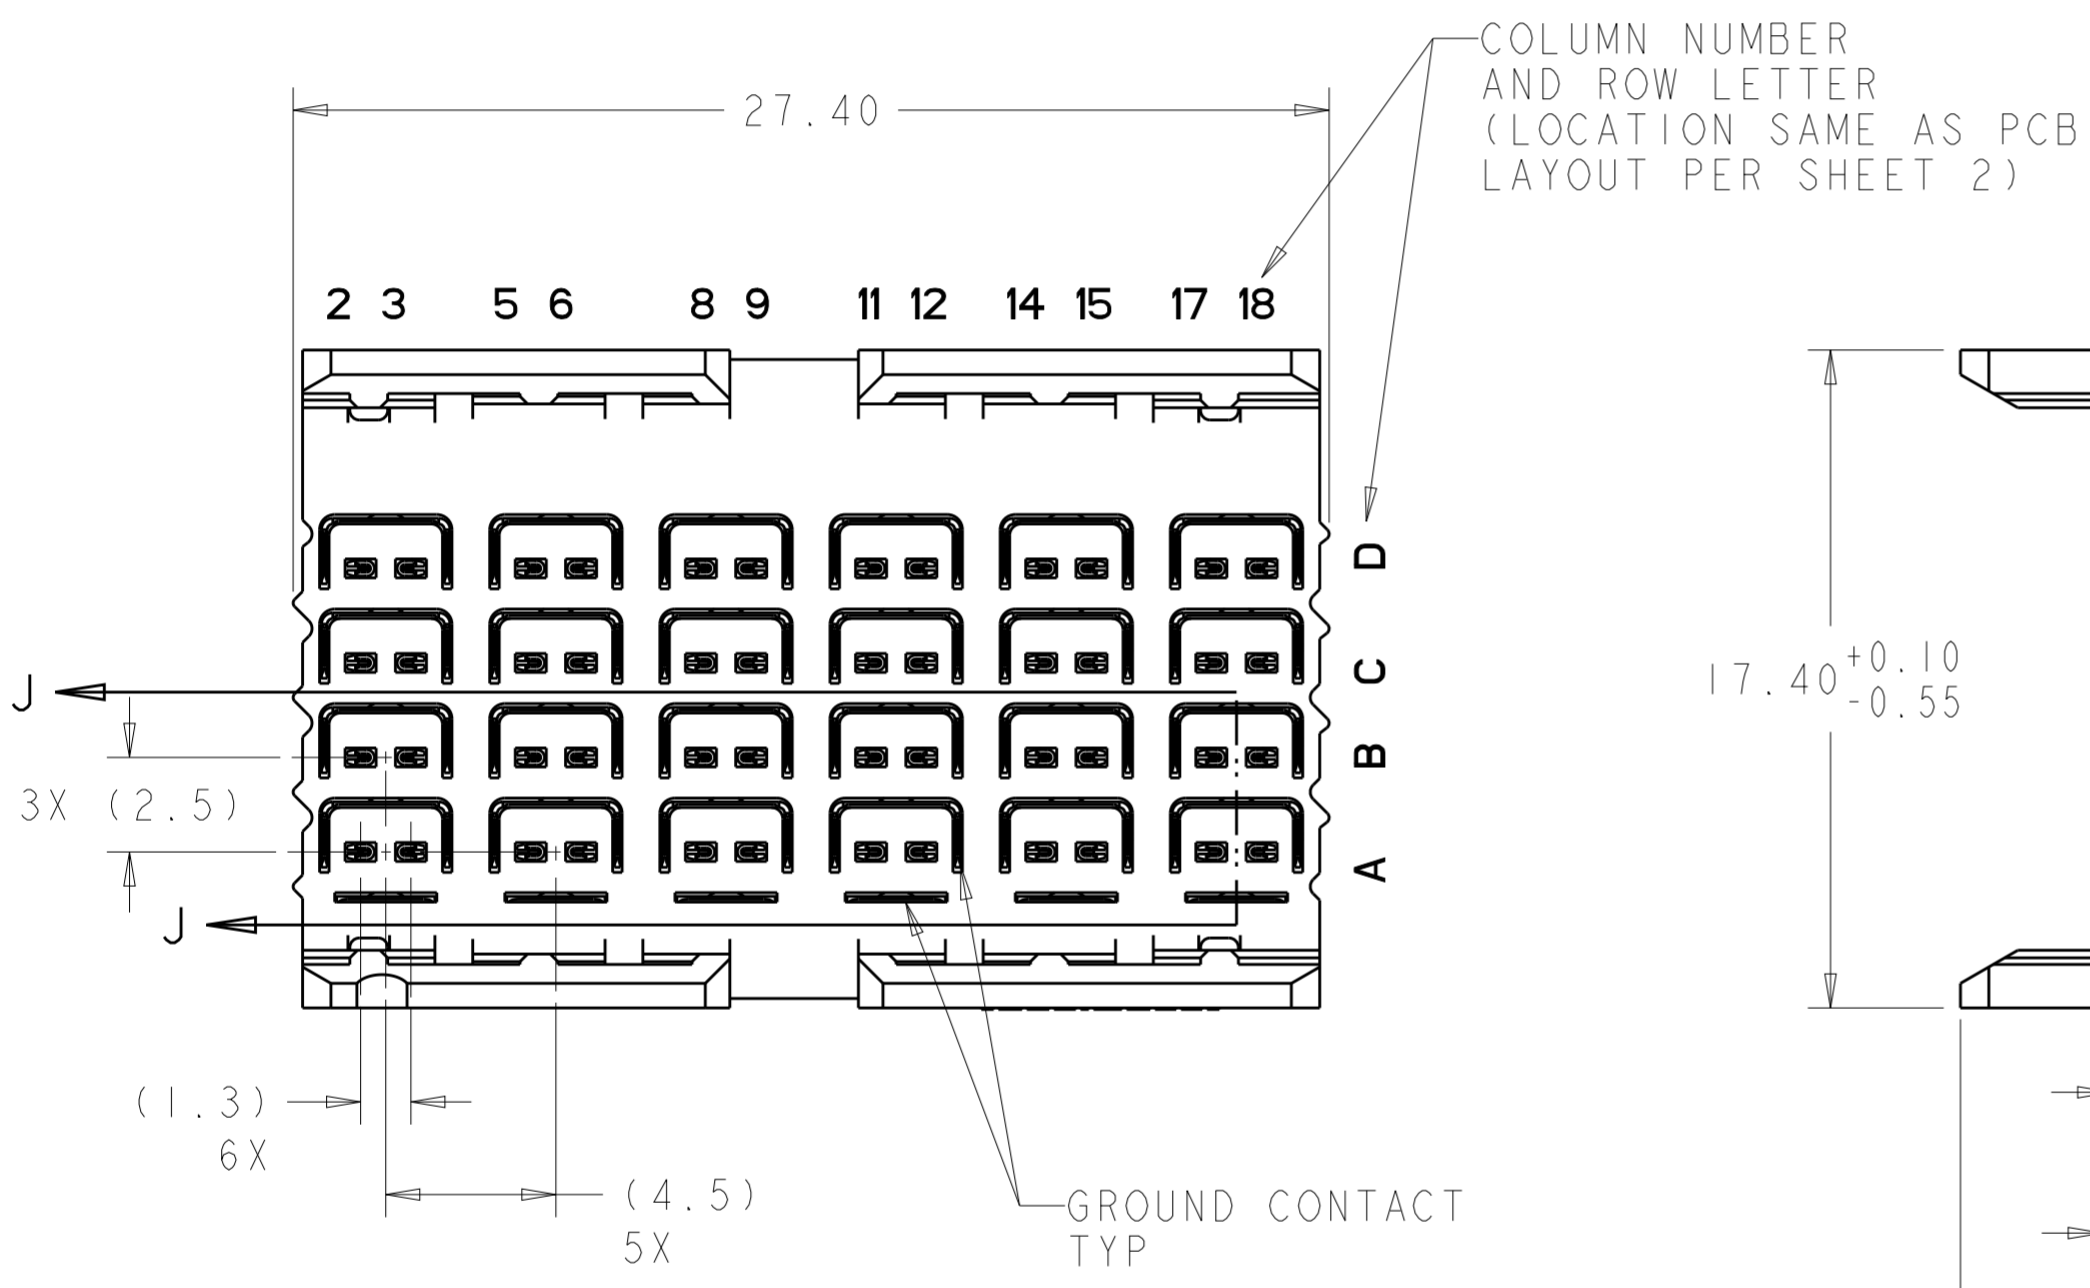 COLUMN NUMBER
AND ROW LETTER
(LOCATION SAME AS PCB
LAYOUT PER SHEET 2)
27.40
2 3 5 6 8 9 11 12 14 15 17 18
D
C
B
A
J
J
3X (2.5)
17.40 +0.10
-0.55
(1.3)
6X
(4.5)
5X
GROUND CONTACT
TYP